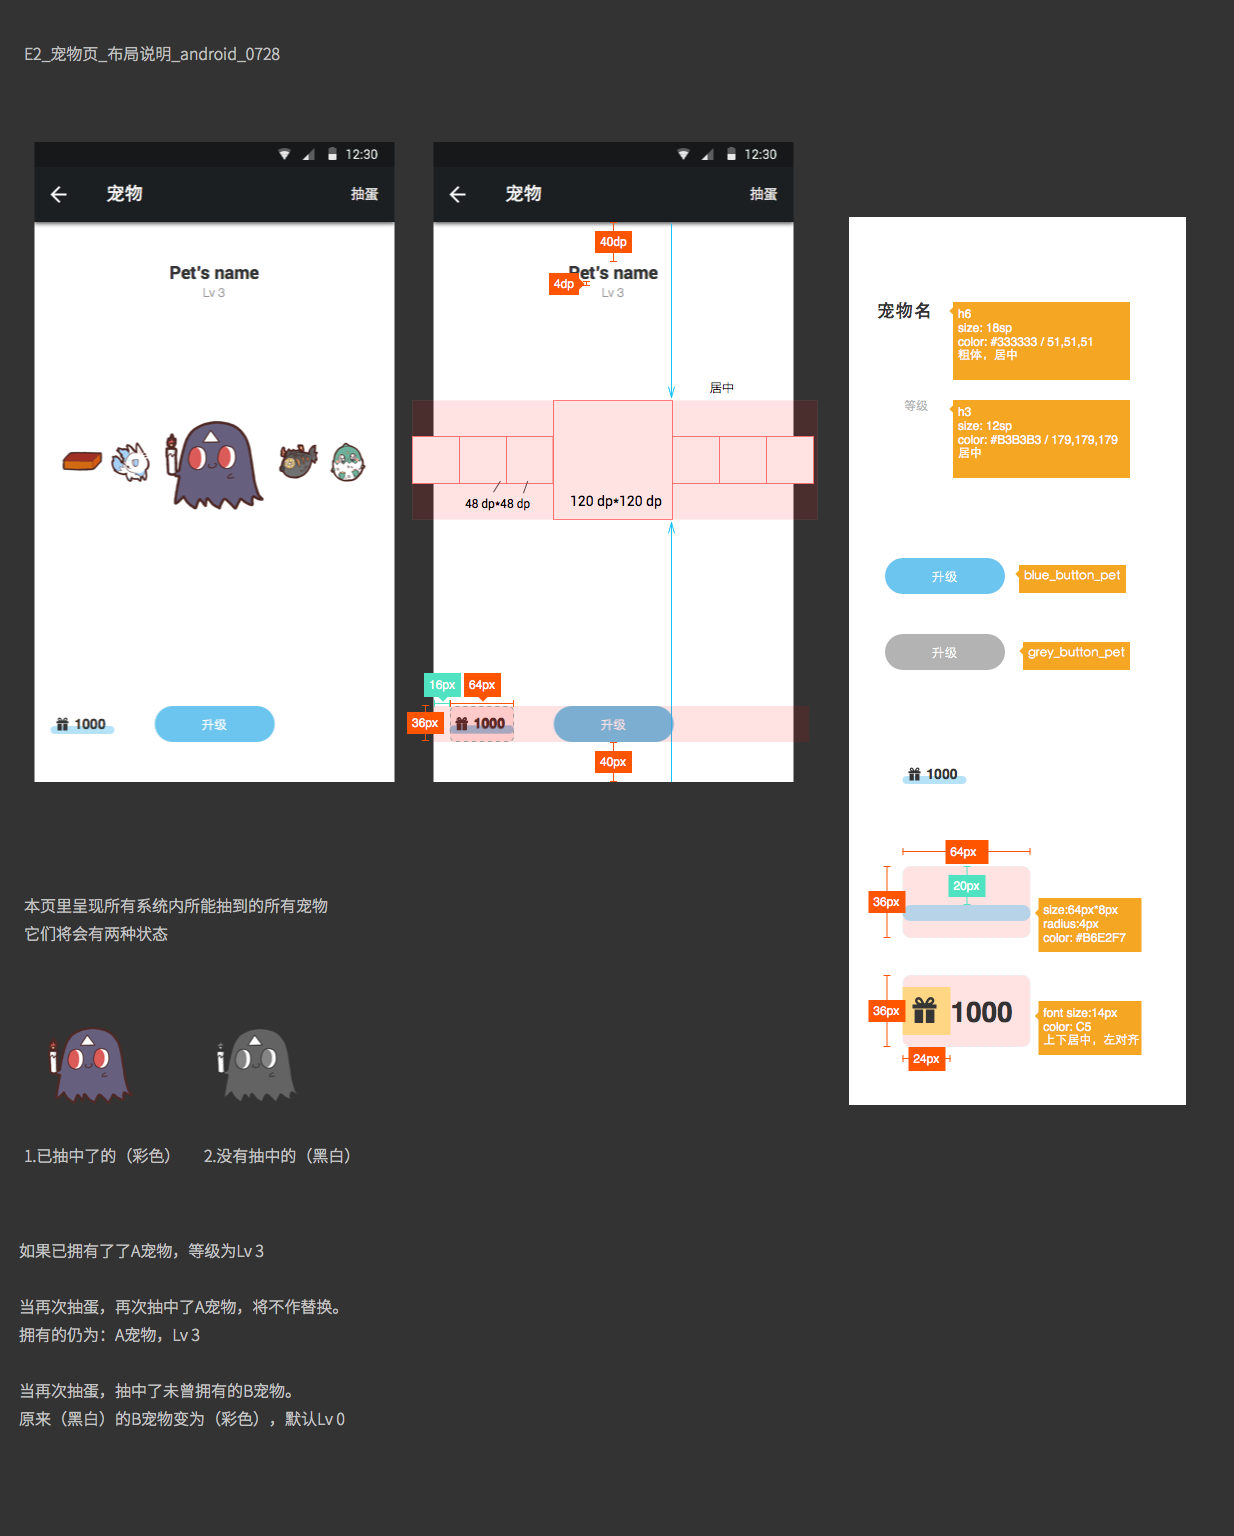 E2_宠物页_布局说明_android_0728
12:30
宠物
抽蛋
Pet's name
Lv 3
1000
升级
12:30
宠物
抽蛋
40dp
Pet's name
4dp
Lv 3
居中
48 dp*48 dp
120 dp*120 dp
16px
64px
36px
1000
升级
40px
宠物名
h6
size: 18sp
color: #333333 / 51,51,51
粗体，居中
等级
h3
size: 12sp
color: #B3B3B3 / 179,179,179
居中
升级
blue_button_pet
升级
grey_button_pet
1000
64px
20px
36px
size:64px*8px
radius:4px
color: #B6E2F7
36px
1000
font size:14px
color: C5
上下居中，左对齐
24px
本页里呈现所有系统内所能抽到的所有宠物
它们将会有两种状态
1.已抽中了的（彩色）
2.没有抽中的（黑白）
如果已拥有了了A宠物，等级为Lv 3
当再次抽蛋，再次抽中了A宠物，将不作替换。
拥有的仍为：A宠物，Lv 3
当再次抽蛋，抽中了未曾拥有的B宠物。
原来（黑白）的B宠物变为（彩色），默认Lv 0